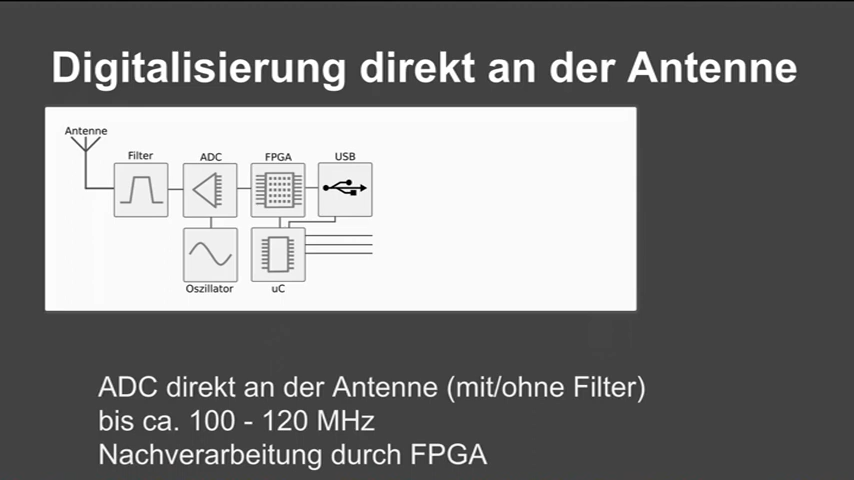 Digitalisierung direkt an der Antenne
Antenne
Filter ADC FPGA USB
Oszillator uC
ADC direkt an der Antenne (mit/ohne Filter)
bis ca. 100 - 120 MHz
Nachverarbeitung durch FPGA